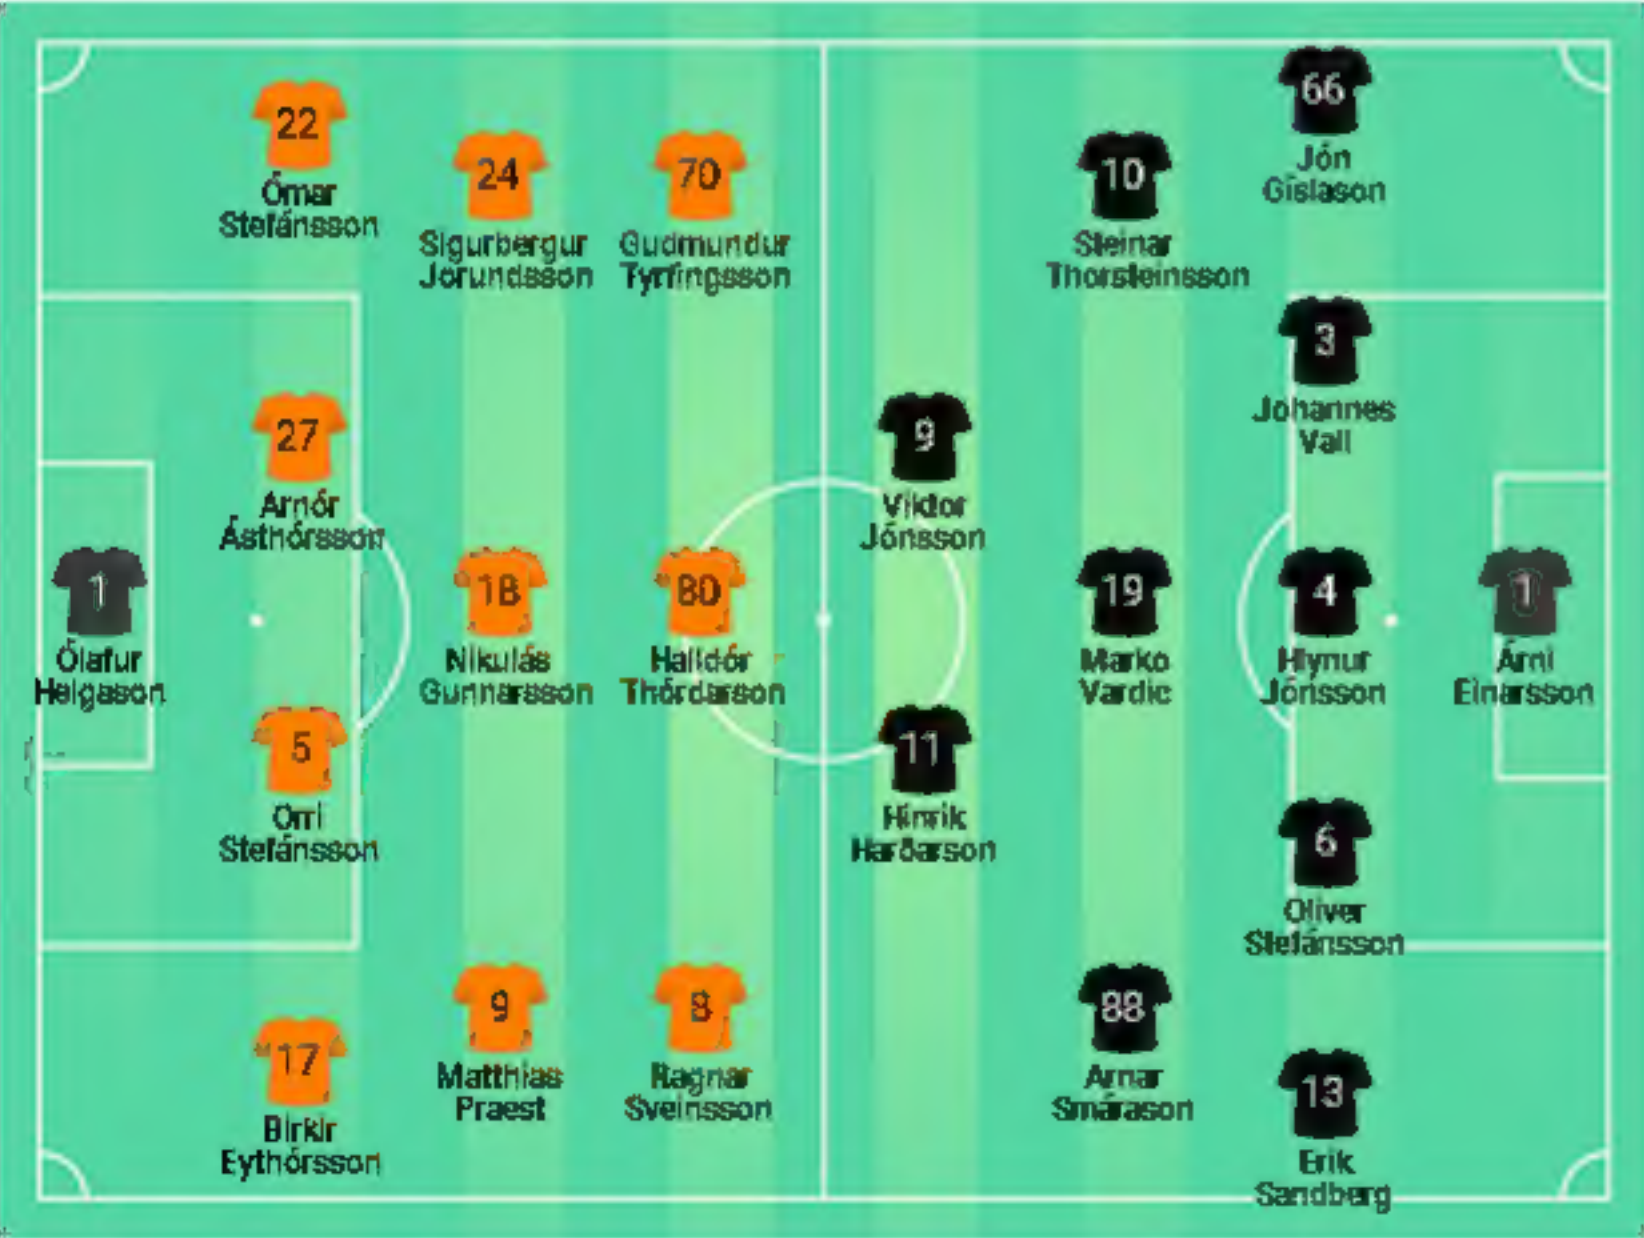 22
Ómar
Stefánsson
27
Arnór
Ásthórsson
1
Ólafur
Helgason
5
Orri
Stefánsson
17
Birkir
Eythórsson
24
Sigurbergur
Jorundsson
18
Nikulás
Gunnarsson
9
Matthias
Praest
70
Gudmundur
Tyrfingsson
80
Halldór
Thórdarson
8
Ragnar
Sveinsson
9
Viktor
Jónsson
11
Hinrik
Harðarson
10
Steinar
Thorsteinsson
19
Marko
Vardic
88
Arnar
Smárason
66
Jón
Gíslason
3
Johannes
Vall
4
Hlynur
Jónsson
6
Oliver
Stefánsson
13
Erik
Sandberg
1
Árni
Einarsson